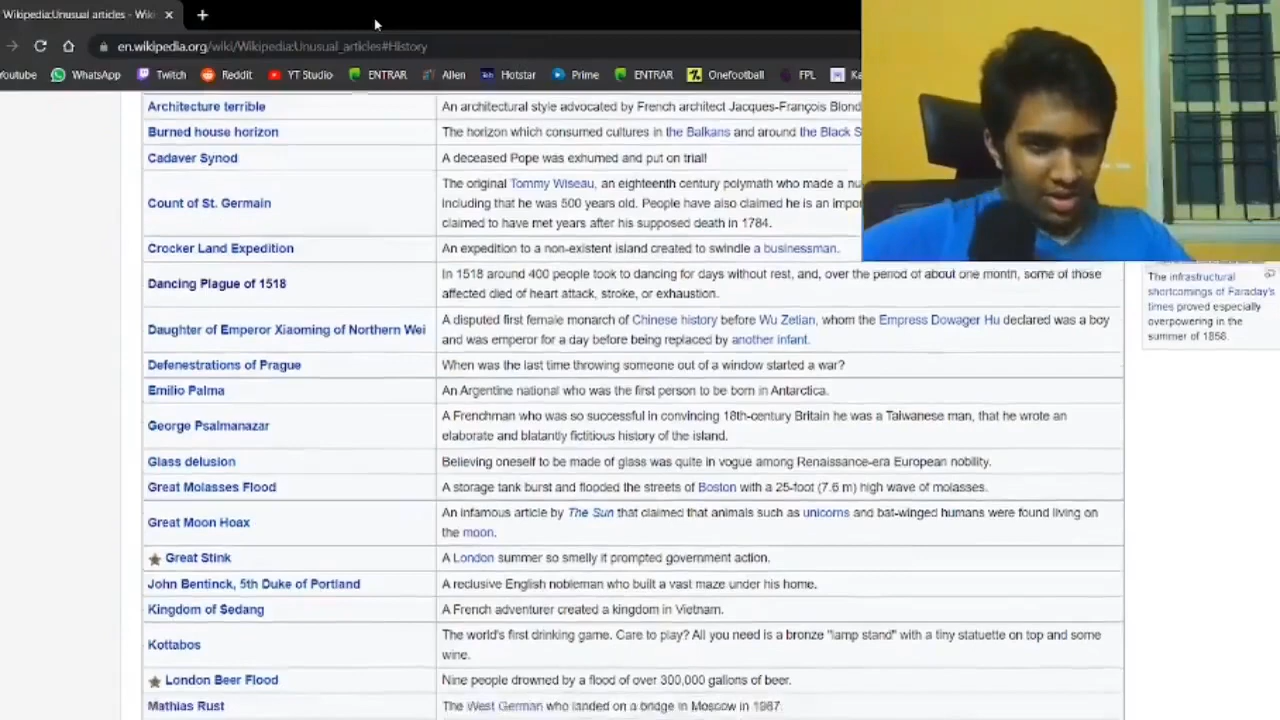 Wikipedia:Unusual articles - Wiki
en.wikipedia.org/wiki/Wikipedia:Unusual_articles#History
Youtube WhatsApp Twitch Reddit YT Studio ENTRAR Allen Hotstar Prime ENTRAR Onefootball FPL
Architecture terrible An architectural style advocated by French architect Jacques-François Blond
Burned house horizon The horizon which consumed cultures in the Balkans and around the Black S
Cadaver Synod A deceased Pope was exhumed and put on trial!
The original Tommy Wiseau, an eighteenth century polymath who made a nu
Count of St. Germain including that he was 500 years old. People have also claimed he is an impo
claimed to have met years after his supposed death in 1784.
Crocker Land Expedition An expedition to a non-existent island created to swindle a businessman.
In 1518 around 400 people took to dancing for days without rest, and, over the period of about one month, some of those
Dancing Plague of 1518
affected died of heart attack, stroke, or exhaustion.
A disputed first female monarch of Chinese history before Wu Zetian, whom the Empress Dowager Hu declared was a boy
Daughter of Emperor Xiaoming of Northern Wei
and was emperor for a day before being replaced by another infant.
Defenestrations of Prague When was the last time throwing someone out of a window started a war?
Emilio Palma An Argentine national who was the first person to be born in Antarctica.
A Frenchman who was so successful in convincing 18th-century Britain he was a Taiwanese man, that he wrote an
George Psalmanazar
elaborate and blatantly fictitious history of the island.
Glass delusion Believing oneself to be made of glass was quite in vogue among Renaissance-era European nobility.
Great Molasses Flood A storage tank burst and flooded the streets of Boston with a 25-foot (7.6 m) high wave of molasses.
An infamous article by The Sun that claimed that animals such as unicorns and bat-winged humans were found living on
Great Moon Hoax
the moon.
Great Stink A London summer so smelly it prompted government action.
John Bentinck, 5th Duke of Portland A reclusive English nobleman who built a vast maze under his home.
Kingdom of Sedang A French adventurer created a kingdom in Vietnam.
The world's first drinking game. Care to play? All you need is a bronze "lamp stand" with a tiny statuette on top and some
Kottabos
wine.
London Beer Flood Nine people drowned by a flood of over 300,000 gallons of beer.
Mathias Rust The West German who landed on a bridge in Moscow in 1987.
The infrastructural
shortcomings of Faraday's
times proved especially
overpowering in the
summer of 1858.